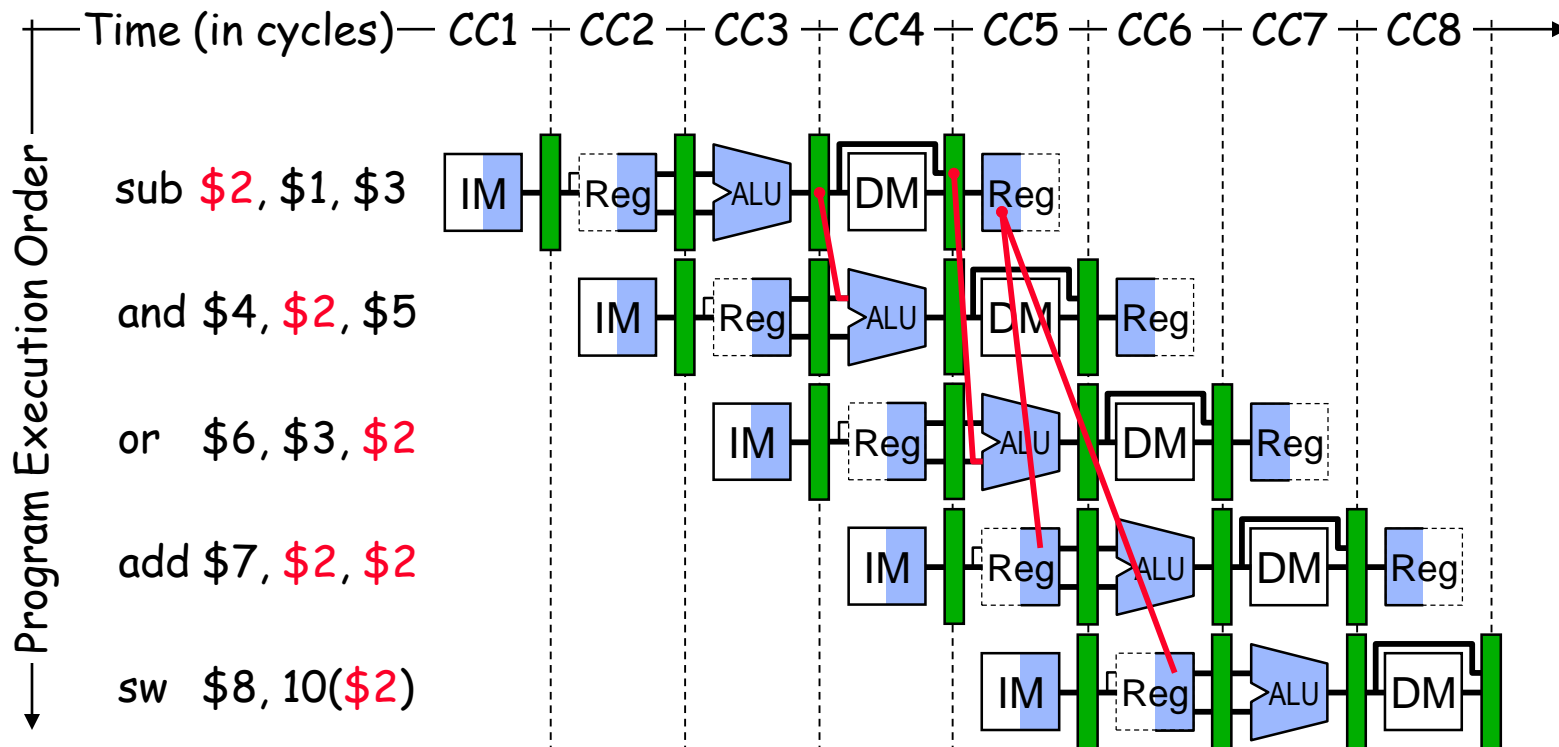 Time (in cycles) CC1 CC2 CC3 CC4 CC5 CC6 CC7 CC8
Program Execution Order
sub $2, $1, $3 IM Reg ALU DM Reg
and $4, $2, $5 IM Reg ALU DM Reg
or $6, $3, $2 IM Reg ALU DM Reg
add $7, $2, $2 IM Reg ALU DM Reg
sw $8, 10($2) IM Reg ALU DM